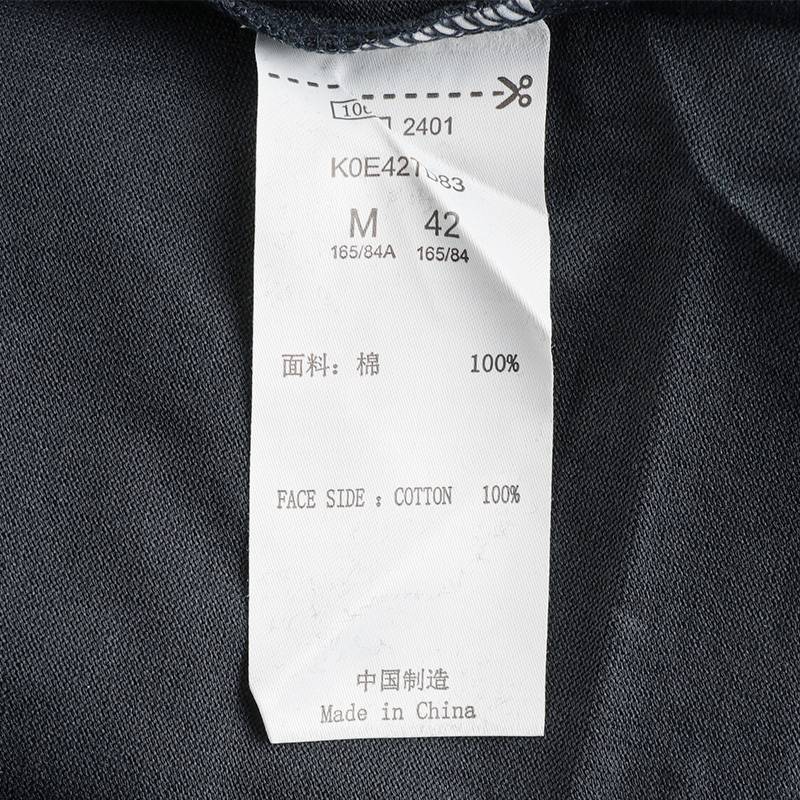 2401
M 42
165/84A 165/84
面料：棉 100%
FACE SIDE : COTTON 100%
中国制造
Made in China